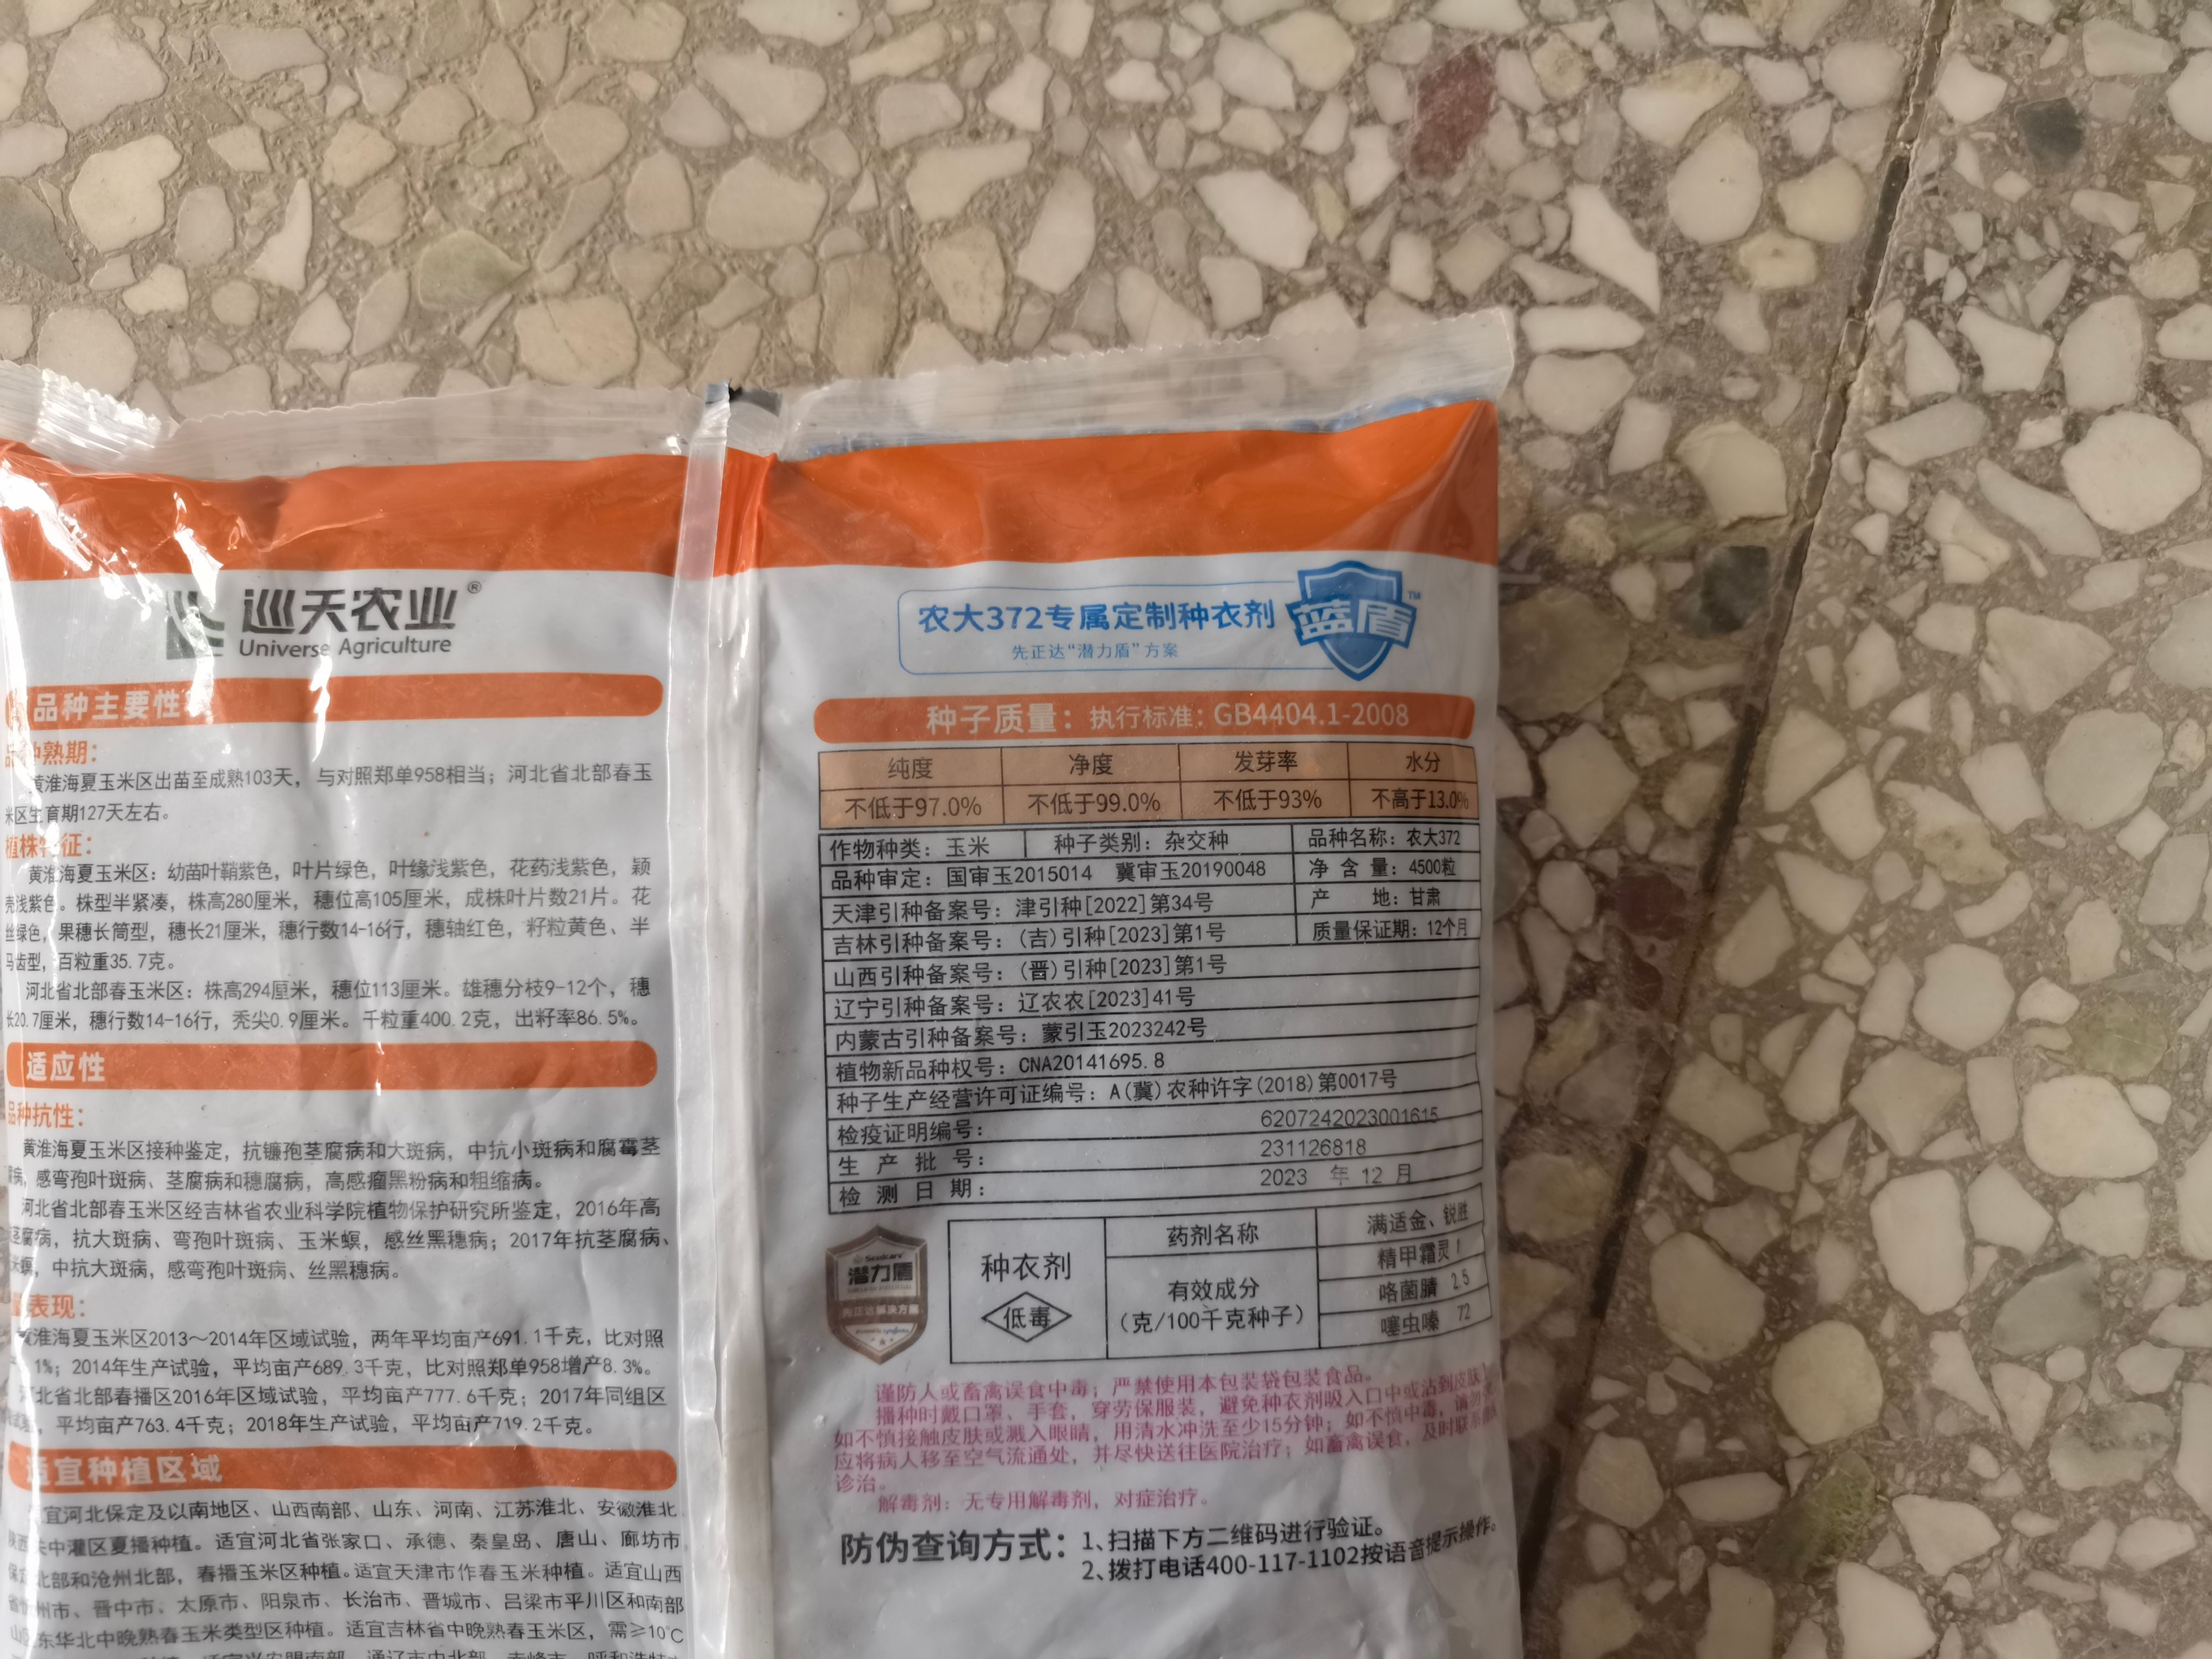 巡天农业®
Universe Agriculture
品种主要性
品种熟期：
黄淮海夏玉米区出苗至成熟103天，与对照郑单958相当；河北省北部春玉
米区生育期127天左右。
植株特征：
黄淮海夏玉米区：幼苗叶鞘紫色，叶片绿色，叶缘浅紫色，花药浅紫色，颖
壳浅紫色。株型半紧凑，株高280厘米，穗位高105厘米，成株叶片数21片。花
丝绿色，果穗长筒型，穗长21厘米，穗行数14-16行，穗轴红色，籽粒黄色、半
马齿型，百粒重35.7克。
河北省北部春玉米区：株高294厘米，穗位113厘米。雄穗分枝9-12个，穗
长20.7厘米，穗行数14-16行，秃尖0.9厘米。千粒重400.2克，出籽率86.5%。
适应性
品种抗性：
黄淮海夏玉米区接种鉴定，抗镰孢茎腐病和大斑病，中抗小斑病和腐霉茎
腐病，感弯孢叶斑病、茎腐病和穗腐病，高感瘤黑粉病和粗缩病。
河北省北部春玉米区经吉林省农业科学院植物保护研究所鉴定，2016年高
茎腐病，抗大斑病、弯孢叶斑病、玉米螟，感丝黑穗病；2017年抗茎腐病、
螟，中抗大斑病，感弯孢叶斑病、丝黑穗病。
表现：
黄淮海夏玉米区2013～2014年区域试验，两年平均亩产691.1千克，比对照
1%；2014年生产试验，平均亩产689.3千克，比对照郑单958增产8.3%。
河北省北部春播区2016年区域试验，平均亩产777.6千克；2017年同组区
试验，平均亩产763.4千克；2018年生产试验，平均亩产719.2千克。
适宜种植区域
适宜河北保定及以南地区、山西南部、山东、河南、江苏淮北、安徽淮北、
陕西关中灌区夏播种植。适宜河北省张家口、承德、秦皇岛、唐山、廊坊市、
保定北部和沧州北部，春播玉米区种植。适宜天津市作春玉米种植。适宜山西
省忻州市、晋中市、太原市、阳泉市、长治市、晋城市、吕梁市平川区和南部
山区东华北中晚熟春玉米类型区种植。适宜吉林省中晚熟春玉米区，需≥10℃
农大372专属定制种衣剂 蓝盾™
先正达“潜力盾”方案
种子质量：执行标准：GB4404.1-2008
纯度 净度 发芽率 水分
不低于97.0% 不低于99.0% 不低于93% 不高于13.0%
作物种类：玉米 种子类别：杂交种 品种名称：农大372
品种审定：国审玉2015014 冀审玉20190048 净含量：4500粒
天津引种备案号：津引种[2022]第34号 产 地：甘肃
吉林引种备案号：(吉)引种[2023]第1号 质量保证期：12个月
山西引种备案号：(晋)引种[2023]第1号
辽宁引种备案号：辽农农[2023]41号
内蒙古引种备案号：蒙引玉2023242号
植物新品种权号：CNA20141695.8
种子生产经营许可证编号：A(冀)农种许字(2018)第0017号
检疫证明编号： 6207242023001615
生产批号： 231126818
检测日期： 2023 年 12 月
Seedcare
潜力盾
先正达解决方案
种衣剂
低毒
药剂名称 满适金、锐胜
有效成分
(克/100千克种子)
精甲霜灵 1
咯菌腈 2.5
噻虫嗪 72
谨防人或畜禽误食中毒；严禁使用本包装袋包装食品。
播种时戴口罩、手套，穿劳保服装，避免种衣剂吸入口中或沾到皮肤！
如不慎接触皮肤或溅入眼睛，用清水冲洗至少15分钟；如不慎中毒，请勿
应将病人移至空气流通处，并尽快送往医院治疗；如畜禽误食，及时联系
诊治。
解毒剂：无专用解毒剂，对症治疗。
防伪查询方式：1、扫描下方二维码进行验证。
2、拨打电话400-117-1102按语音提示操作。